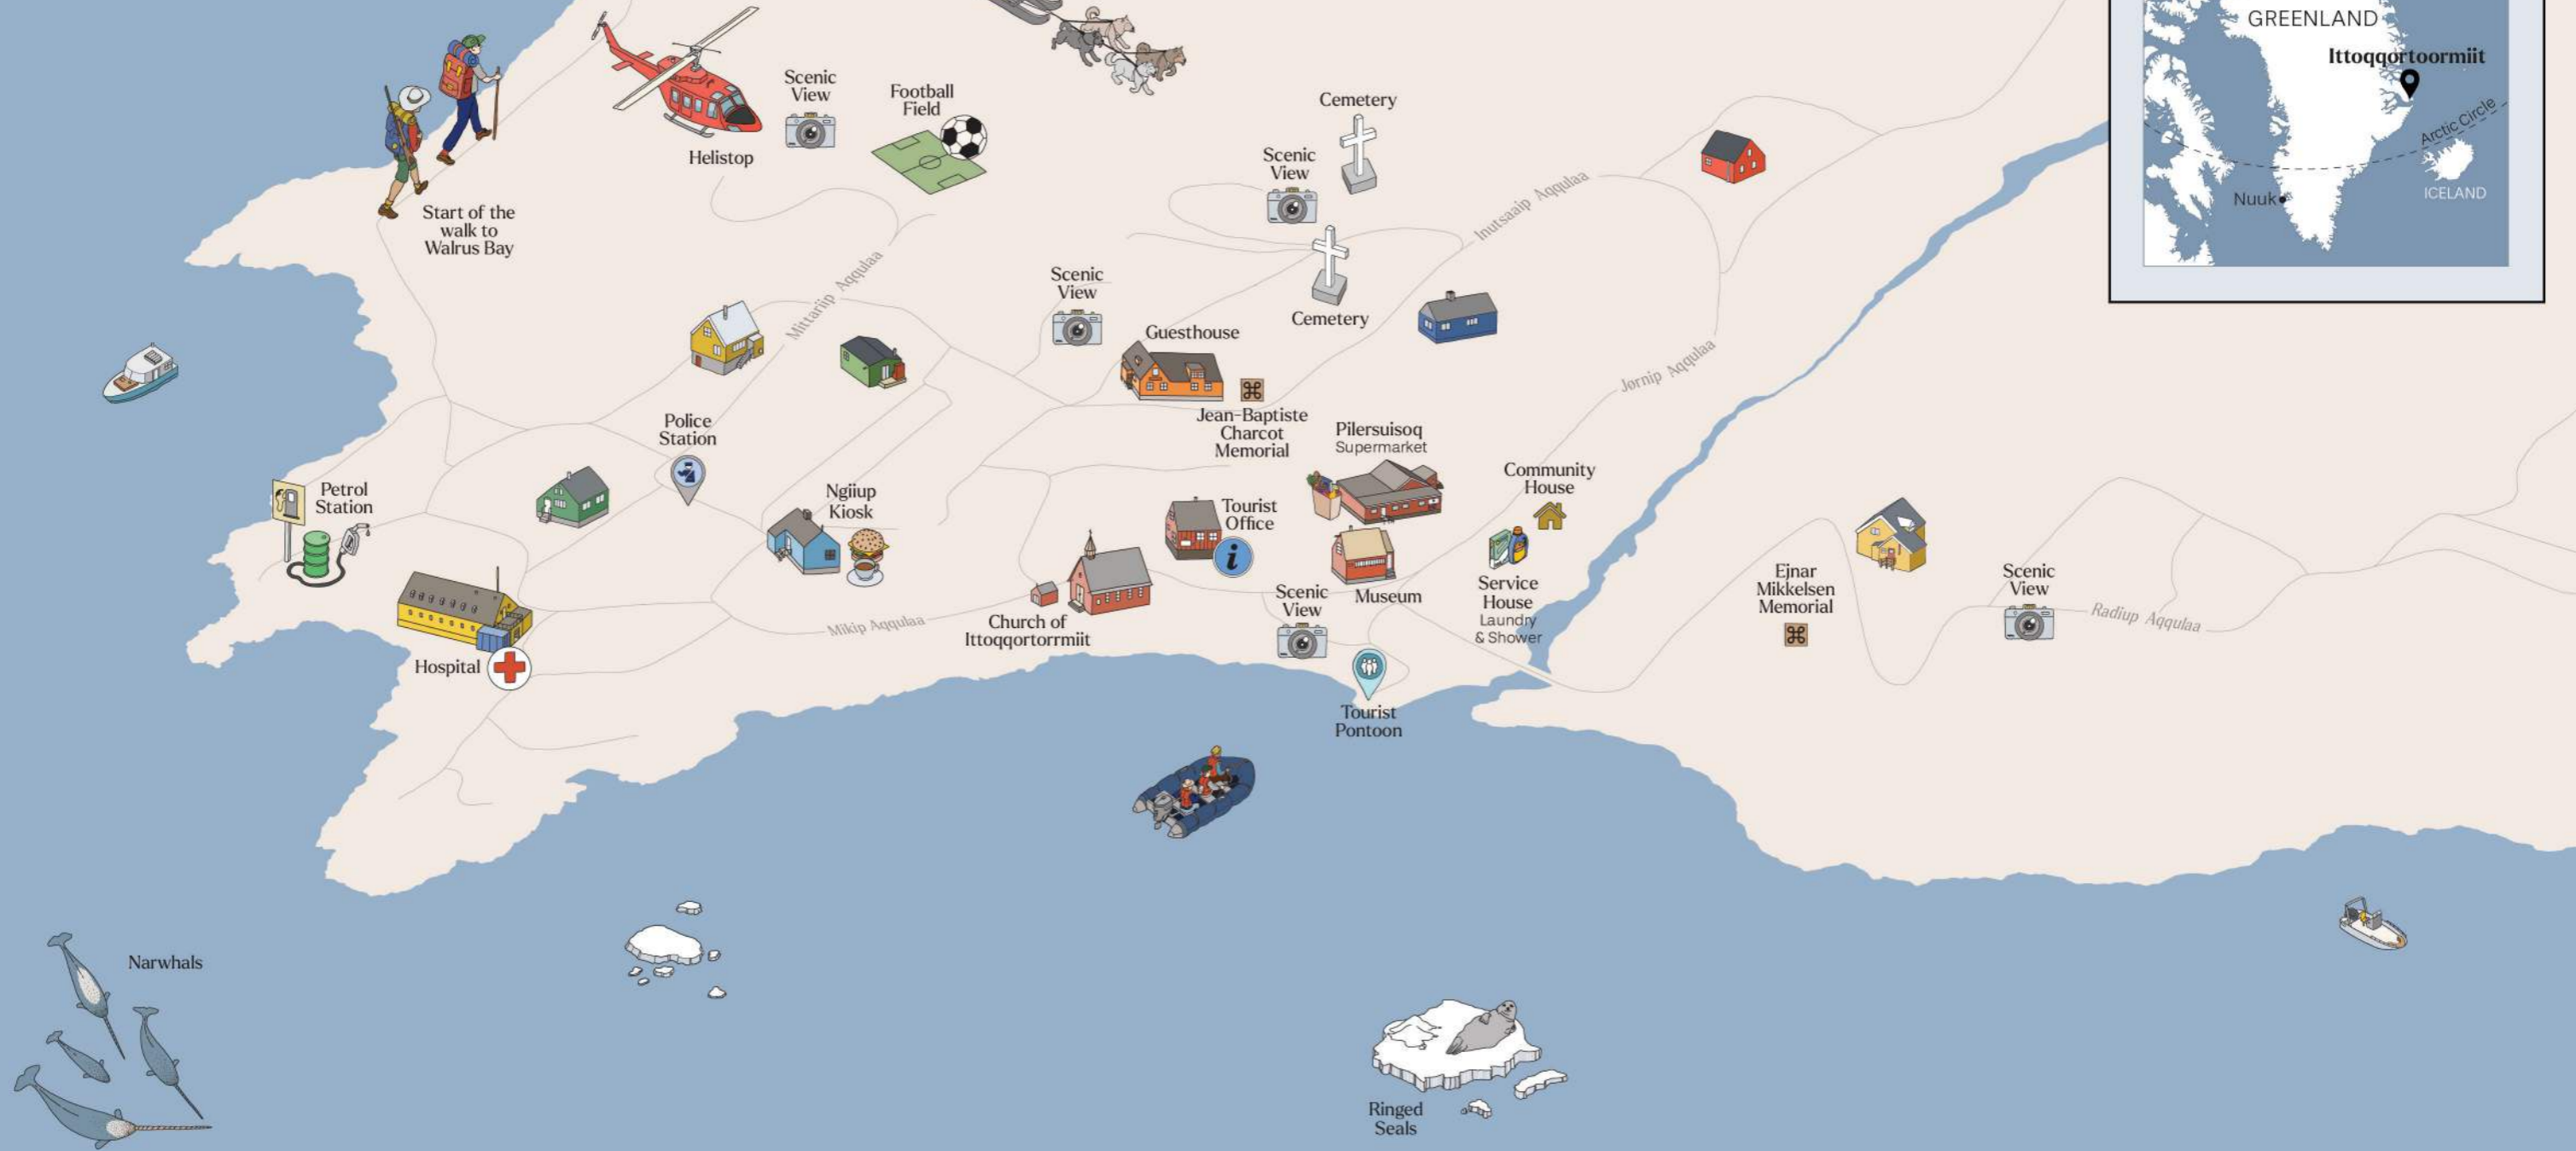 GREENLAND
Ittoqqortoormiit
Arctic Circle
ICELAND
Nuuk
Scenic
View
Football
Field
Helistop
Cemetery
Scenic
View
Start of the
walk to
Walrus Bay
Inutsaaip Aqqulaa
Mittariip Aqqulaa
Scenic
View
Cemetery
Guesthouse
Jørnip Aqqulaa
Jean-Baptiste
Charcot
Memorial
Police
Station
Pilersuisoq
Supermarket
Community
House
Petrol
Station
Ngiiup
Kiosk
Tourist
Office
i
Ejnar
Mikkelsen
Memorial
Scenic
View
Service
House
Laundry
& Shower
Scenic
View
Museum
Radiup Aqqulaa
Mikip Aqqulaa
Church of
Ittoqqortorrmiit
Hospital
Tourist
Pontoon
Narwhals
Ringed
Seals